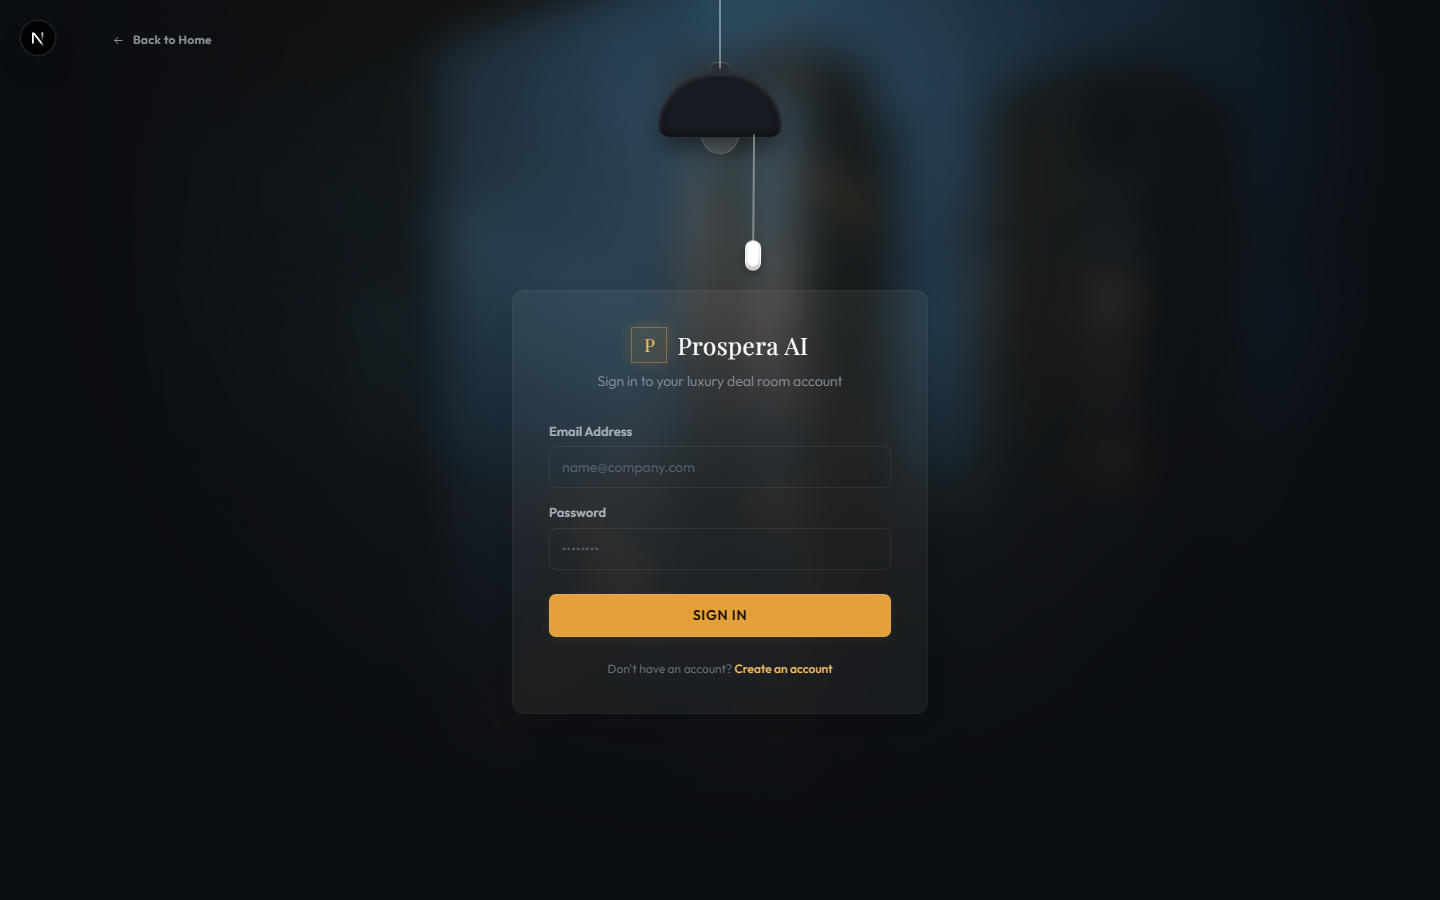 N
← Back to Home
P Prospera AI
Sign in to your luxury deal room account
Email Address
name@company.com
Password
••••••••
SIGN IN
Don't have an account? Create an account